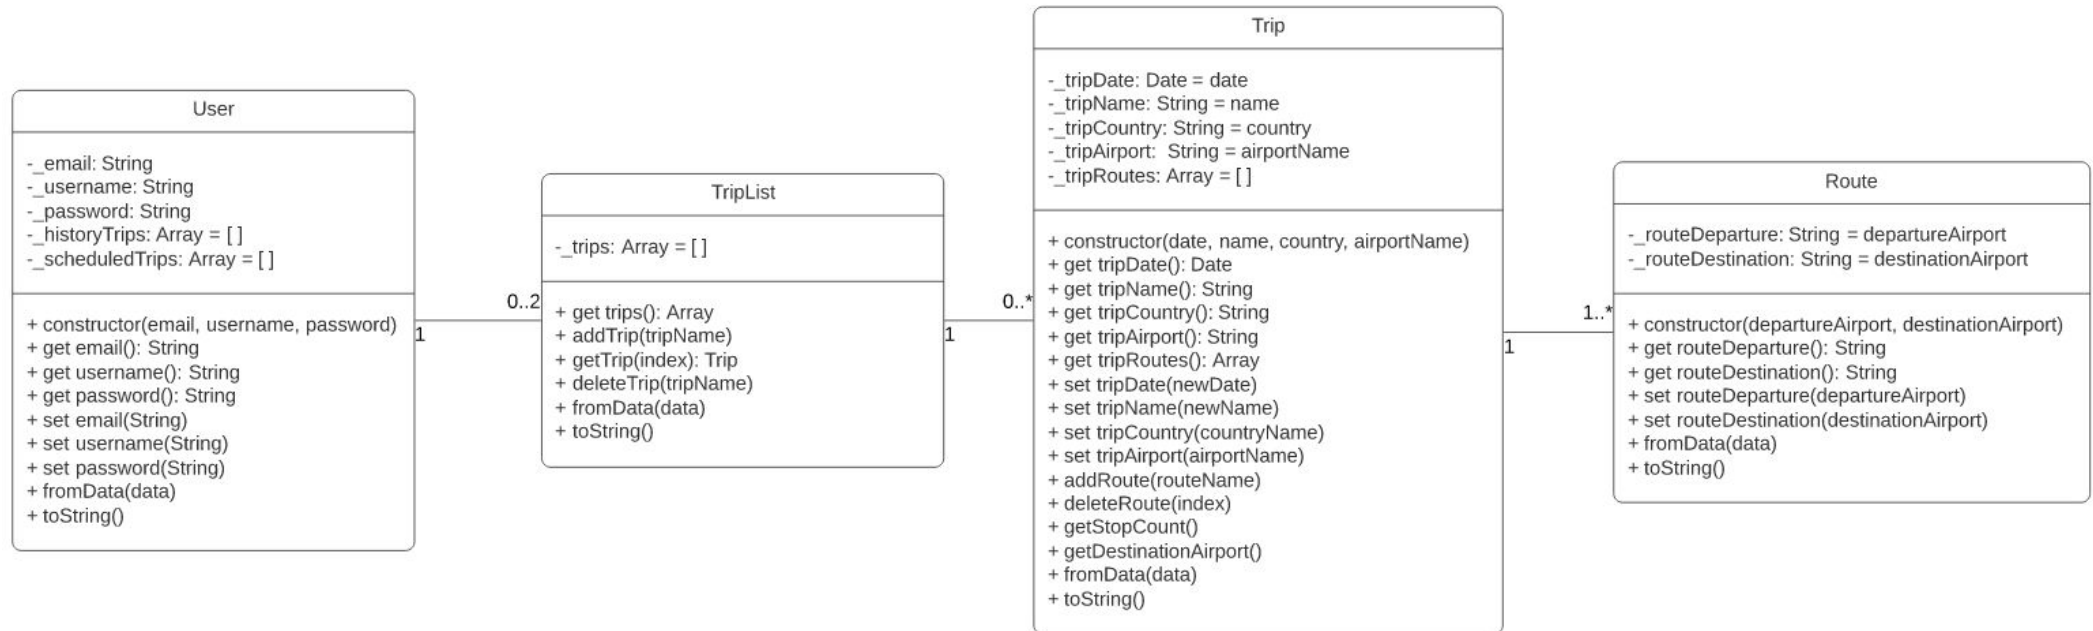 User
-_email: String
-_username: String
-_password: String
-_historyTrips: Array = [ ]
-_scheduledTrips: Array = [ ]
+ constructor(email, username, password)
+ get email(): String
+ get username(): String
+ get password(): String
+ set email(String)
+ set username(String)
+ set password(String)
+ fromData(data)
+ toString()
1
0..2
TripList
-_trips: Array = [ ]
+ get trips(): Array
+ addTrip(tripName)
+ getTrip(index): Trip
+ deleteTrip(tripName)
+ fromData(data)
+ toString()
1
0..*
Trip
-_tripDate: Date = date
-_tripName: String = name
-_tripCountry: String = country
-_tripAirport:  String = airportName
-_tripRoutes: Array = [ ]
+ constructor(date, name, country, airportName)
+ get tripDate(): Date
+ get tripName(): String
+ get tripCountry(): String
+ get tripAirport(): String
+ get tripRoutes(): Array
+ set tripDate(newDate)
+ set tripName(newName)
+ set tripCountry(countryName)
+ set tripAirport(airportName)
+ addRoute(routeName)
+ deleteRoute(index)
+ getStopCount()
+ getDestinationAirport()
+ fromData(data)
+ toString()
1
1..*
Route
-_routeDeparture: String = departureAirport
-_routeDestination: String = destinationAirport
+ constructor(departureAirport, destinationAirport)
+ get routeDeparture(): String
+ get routeDestination(): String
+ set routeDeparture(departureAirport)
+ set routeDestination(destinationAirport)
+ fromData(data)
+ toString()